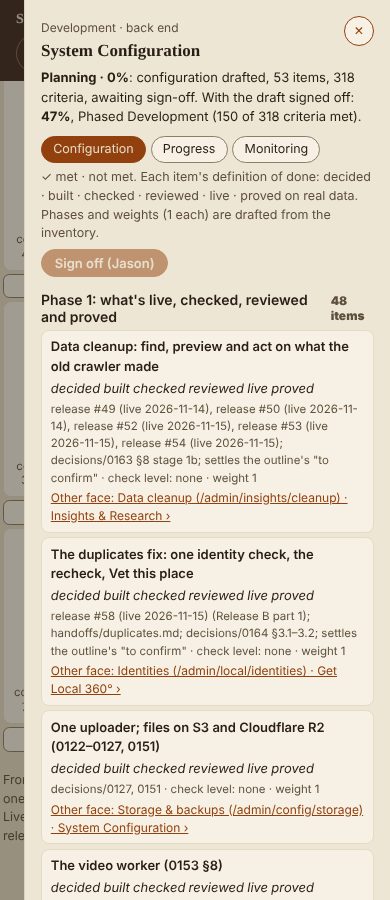 Development · back end
System Configuration
×
Planning · 0%: configuration drafted, 53 items, 318
criteria, awaiting sign-off. With the draft signed off:
47%, Phased Development (150 of 318 criteria met).
Configuration
Progress
Monitoring
✓ met · not met. Each item's definition of done: decided
· built · checked · reviewed · live · proved on real data.
Phases and weights (1 each) are drafted from the
inventory.
Sign off (Jason)
Phase 1: what's live, checked, reviewed
and proved
48
items
Data cleanup: find, preview and act on what the
old crawler made
decided built checked reviewed live proved
release #49 (live 2026-11-14), release #50 (live 2026-11-
14), release #52 (live 2026-11-15), release #53 (live
2026-11-15), release #54 (live 2026-11-15);
decisions/0163 §8 stage 1b; settles the outline's "to
confirm" · check level: none · weight 1
Other face: Data cleanup (/admin/insights/cleanup) ·
Insights & Research ›
The duplicates fix: one identity check, the
recheck, Vet this place
decided built checked reviewed live proved
release #58 (live 2026-11-15) (Release B part 1);
handoffs/duplicates.md; decisions/0164 §3.1–3.2; settles
the outline's "to confirm" · check level: none · weight 1
Other face: Identities (/admin/local/identities) · Get
Local 360° ›
One uploader; files on S3 and Cloudflare R2
(0122–0127, 0151)
decided built checked reviewed live proved
decisions/0127, 0151 · check level: none · weight 1
Other face: Storage & backups (/admin/config/storage)
· System Configuration ›
The video worker (0153 §8)
decided built checked reviewed live proved
Fro
one
Live
rele